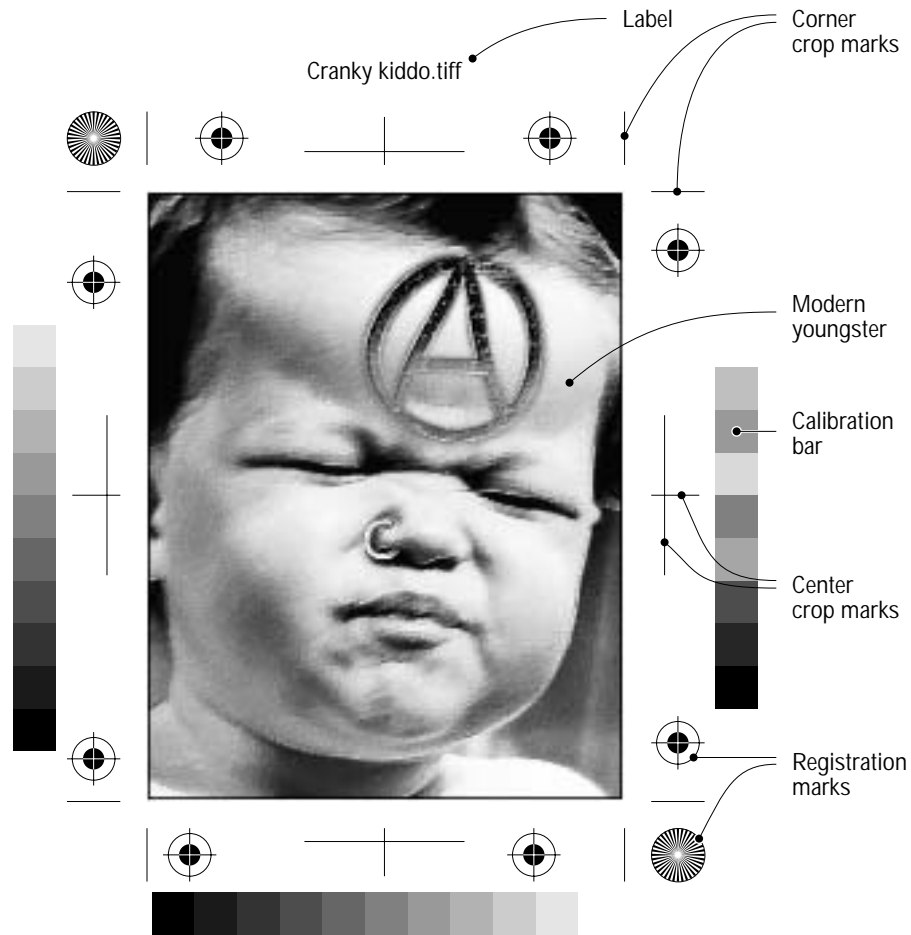 Label
Corner
crop marks
Cranky kiddo.tiff
Modern
youngster
Calibration
bar
Center
crop marks
Registration
marks